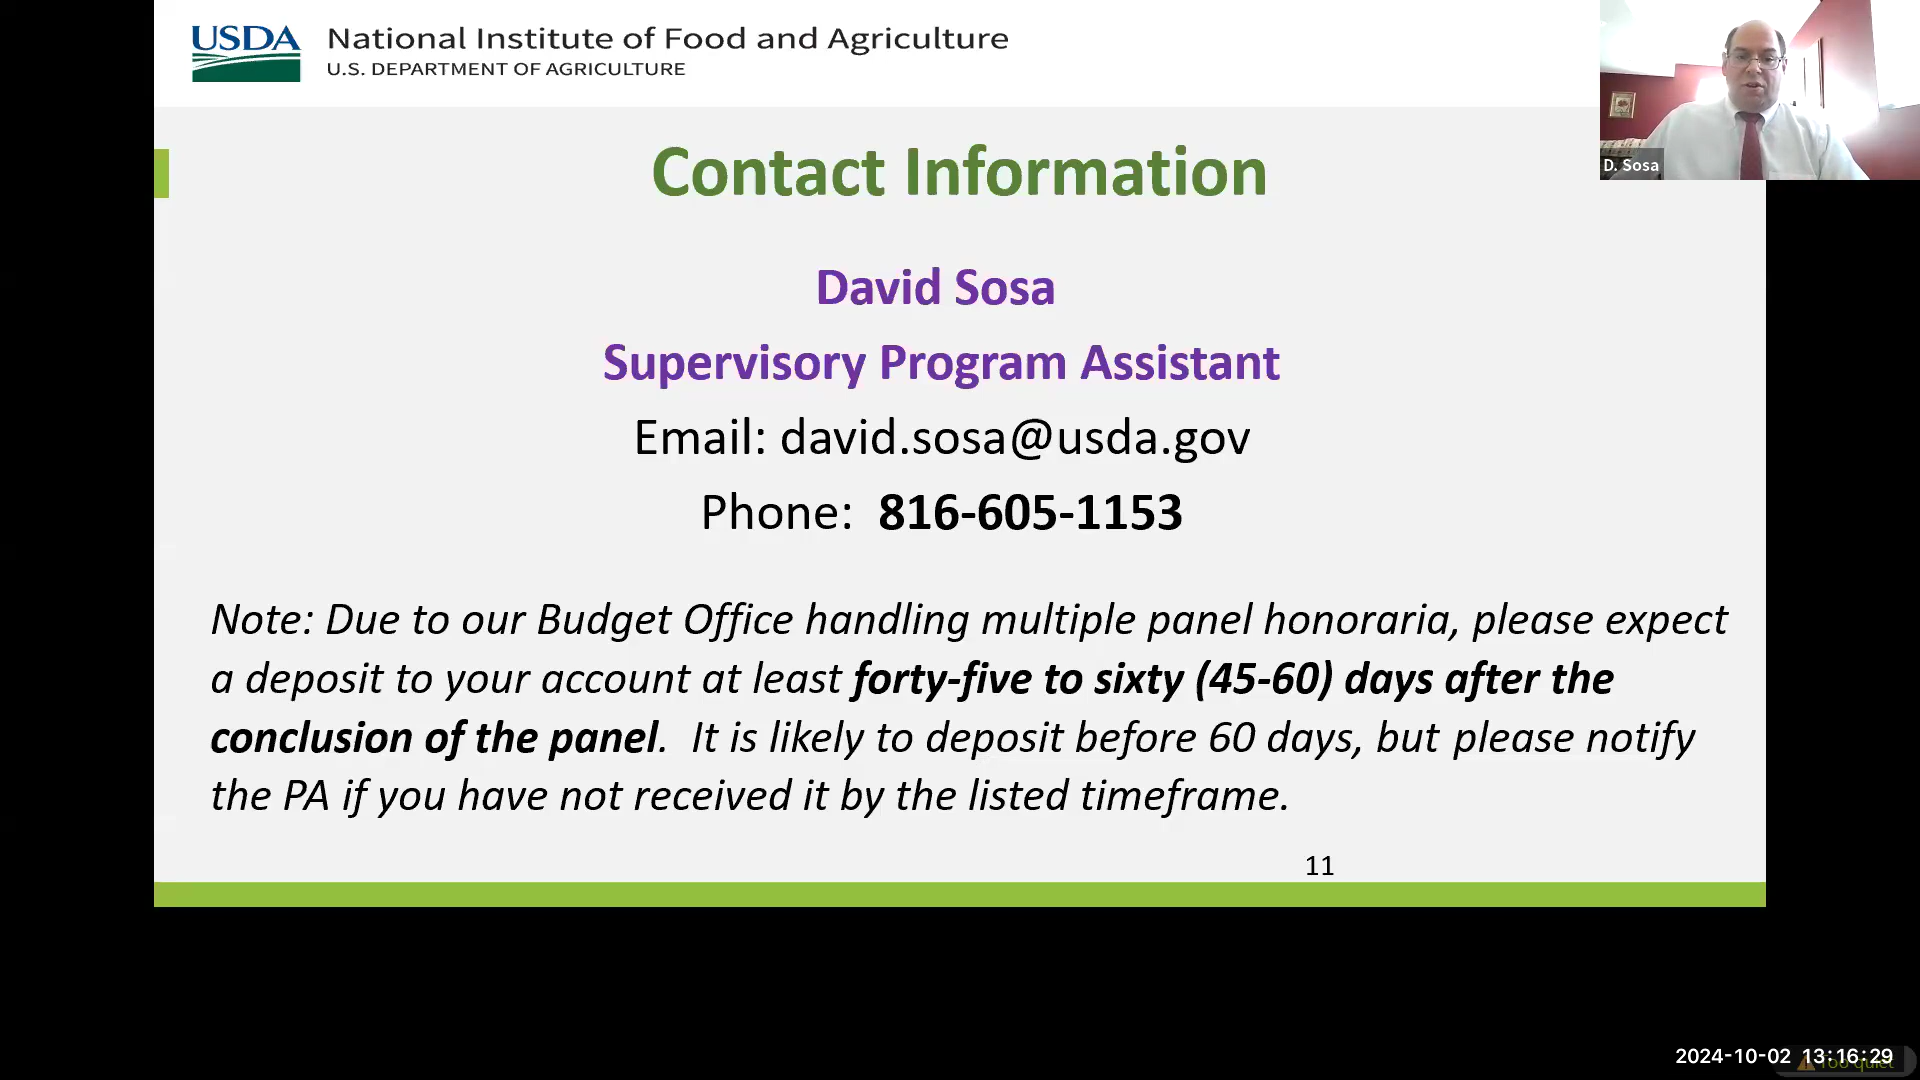 USDA
National Institute of Food and Agriculture
U.S. DEPARTMENT OF AGRICULTURE
D. Sosa
Contact Information
David Sosa
Supervisory Program Assistant
Email: david.sosa@usda.gov
Phone: 816-605-1153
Note: Due to our Budget Office handling multiple panel honoraria, please expect
a deposit to your account at least forty-five to sixty (45-60) days after the
conclusion of the panel. It is likely to deposit before 60 days, but please notify
the PA if you have not received it by the listed timeframe.
11
2024-10-02 13:16:29
Too quiet